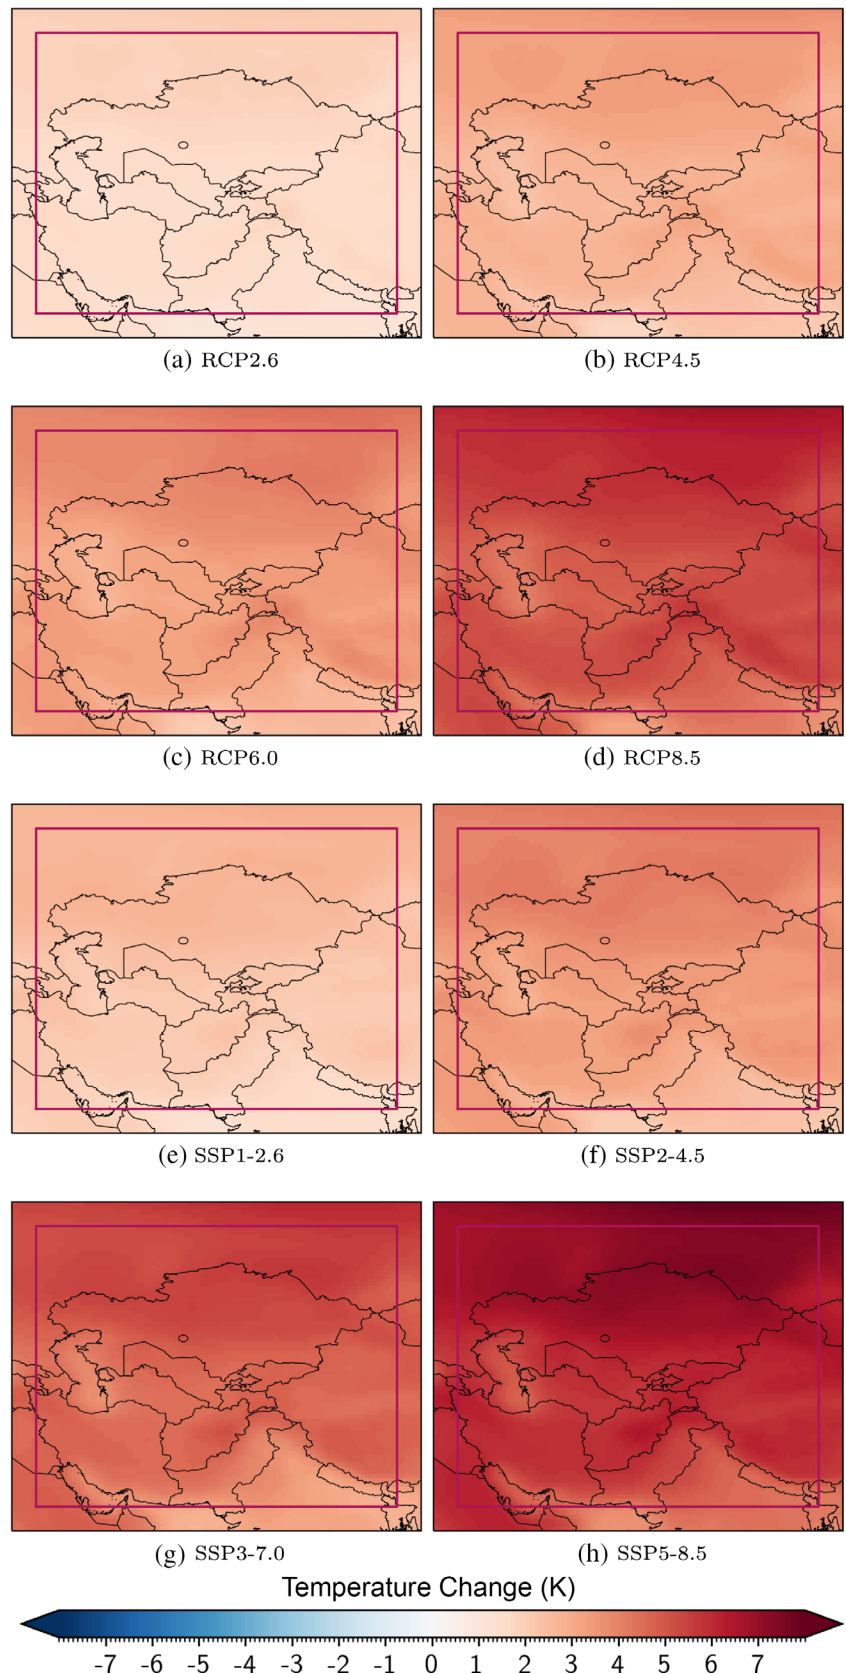 (a) RCP2.6
(b) RCP4.5
(c) RCP6.0
(d) RCP8.5
(e) SSP1-2.6
(f) SSP2-4.5
(g) SSP3-7.0
(h) SSP5-8.5
Temperature Change (K)
-7 -6 -5 -4 -3 -2 -1 0 1 2 3 4 5 6 7